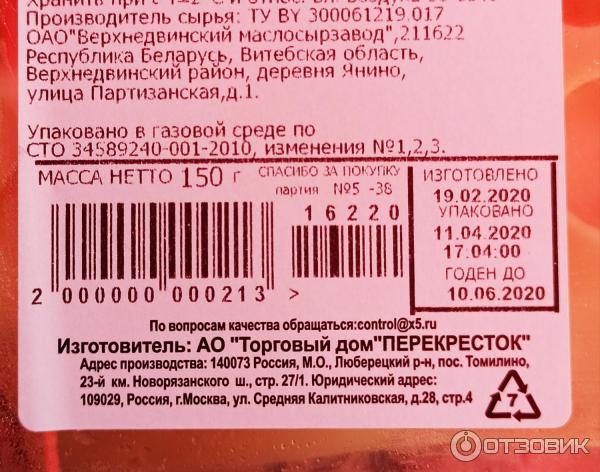 Производитель сырья: ТУ BY 300061219.017
ОАО"Верхнедвинский маслосырзавод",211622
Республика Беларусь, Витебская область,
Верхнедвинский район, деревня Янино,
улица Партизанская,д.1.
Упаковано в газовой среде по
СТО 34589240-001-2010, изменения №1,2,3.
МАССА НЕТТО 150 г
СПАСИБО ЗА ПОКУПКУ
партия №5 -38
16220
2 000000 000213 >
ИЗГОТОВЛЕНО
19.02.2020
УПАКОВАНО
11.04.2020
17:04:00
ГОДЕН ДО
10.06.2020
По вопросам качества обращаться:control@x5.ru
Изготовитель: АО "Торговый дом"ПЕРЕКРЕСТОК"
Адрес производства: 140073 Россия, М.О., Люберецкий р-н, пос. Томилино,
23-й км. Новорязанского ш., стр. 27/1. Юридический адрес:
109029, Россия, г.Москва, ул. Средняя Калитниковская, д.28, стр.4
7
ОТЗОВИК